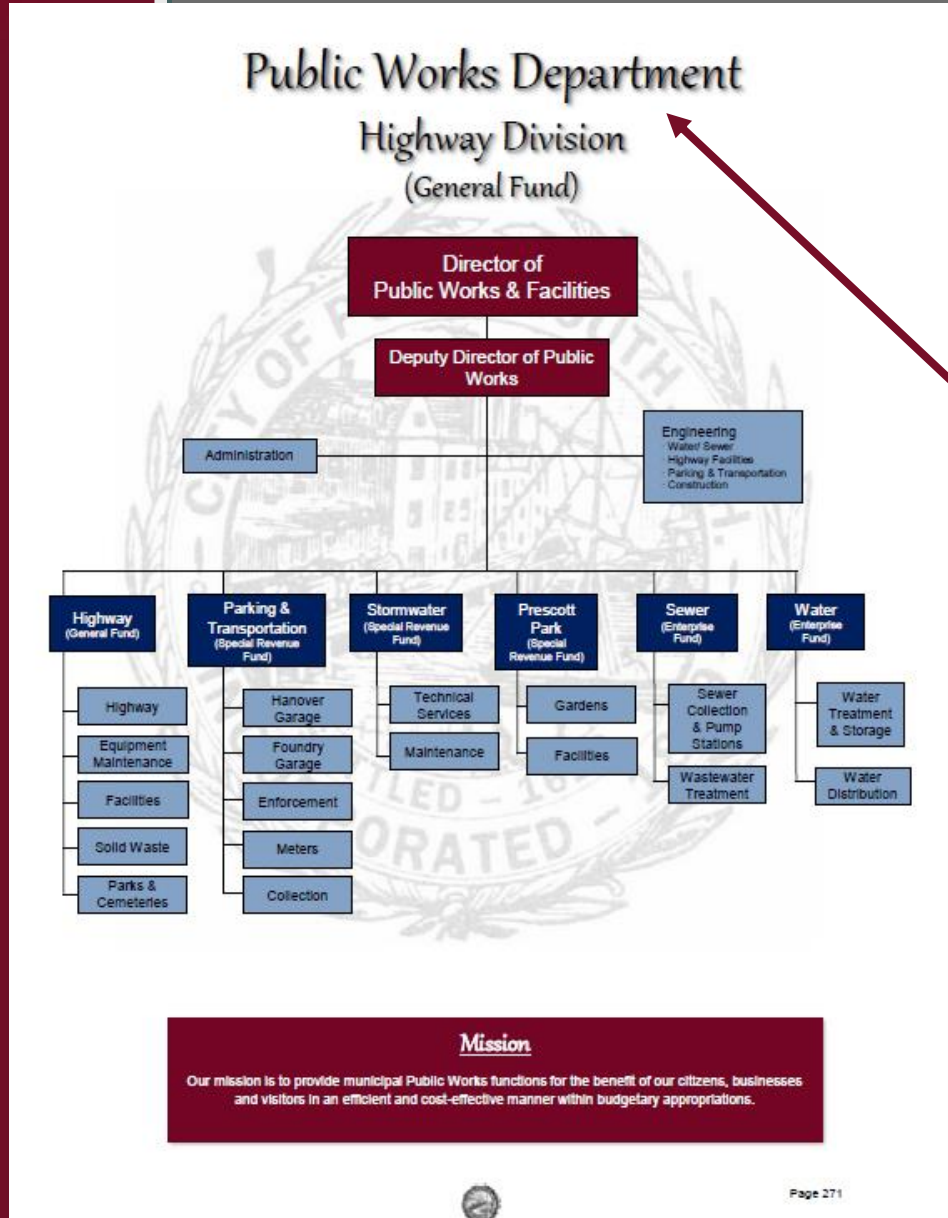 Public Works Department
Highway Division
(General Fund)
Director of
Public Works & Facilities
Deputy Director of Public
Works
Administration
Engineering
· Water/ Sewer
· Highway Facilities
· Parking & Transportation
· Construction
Highway
(General Fund)
Parking &
Transportation
(Special Revenue
Fund)
Stormwater
(Special Revenue
Fund)
Prescott
Park
(Special
Revenue Fund)
Sewer
(Enterprise
Fund)
Water
(Enterprise
Fund)
Highway
Equipment
Maintenance
Facilities
Solid Waste
Parks &
Cemeteries
Hanover
Garage
Foundry
Garage
Enforcement
Meters
Collection
Technical
Services
Maintenance
Gardens
Facilities
Sewer
Collection
& Pump
Stations
Wastewater
Treatment
Water
Treatment
& Storage
Water
Distribution
Mission
Our mission is to provide municipal Public Works functions for the benefit of our citizens, businesses
and visitors in an efficient and cost-effective manner within budgetary appropriations.
Page 271